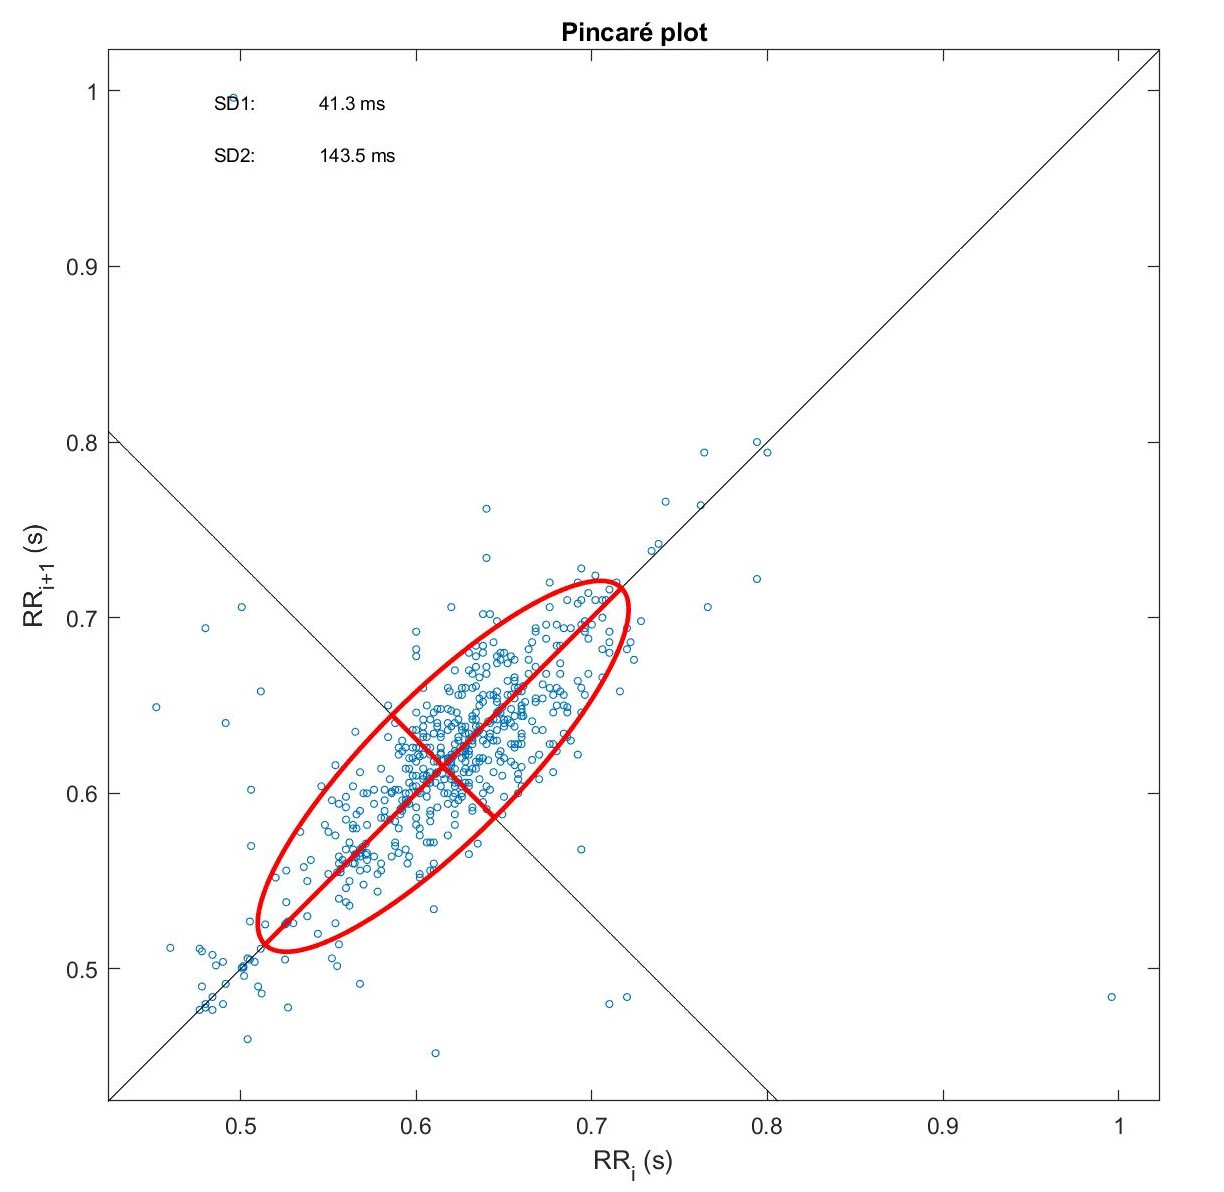 Pincaré plot
1
SD1: 41.3 ms
SD2: 143.5 ms
0.9
0.8
0.7
0.6
0.5
RRi+1 (s)
0.5 0.6 0.7 0.8 0.9 1
RRi (s)